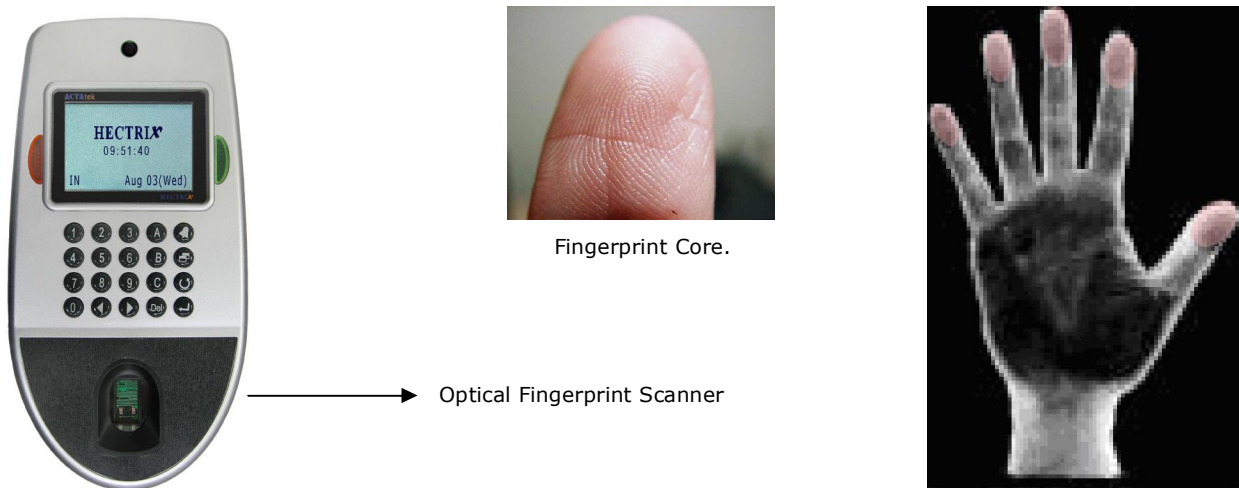 ACTAtek
HECTRIX
09:51:40
IN Aug 03(Wed)
HECTRIX
1 2 3 A
4 5 6 B
7 8 9 C
0 Del
Fingerprint Core.
Optical Fingerprint Scanner